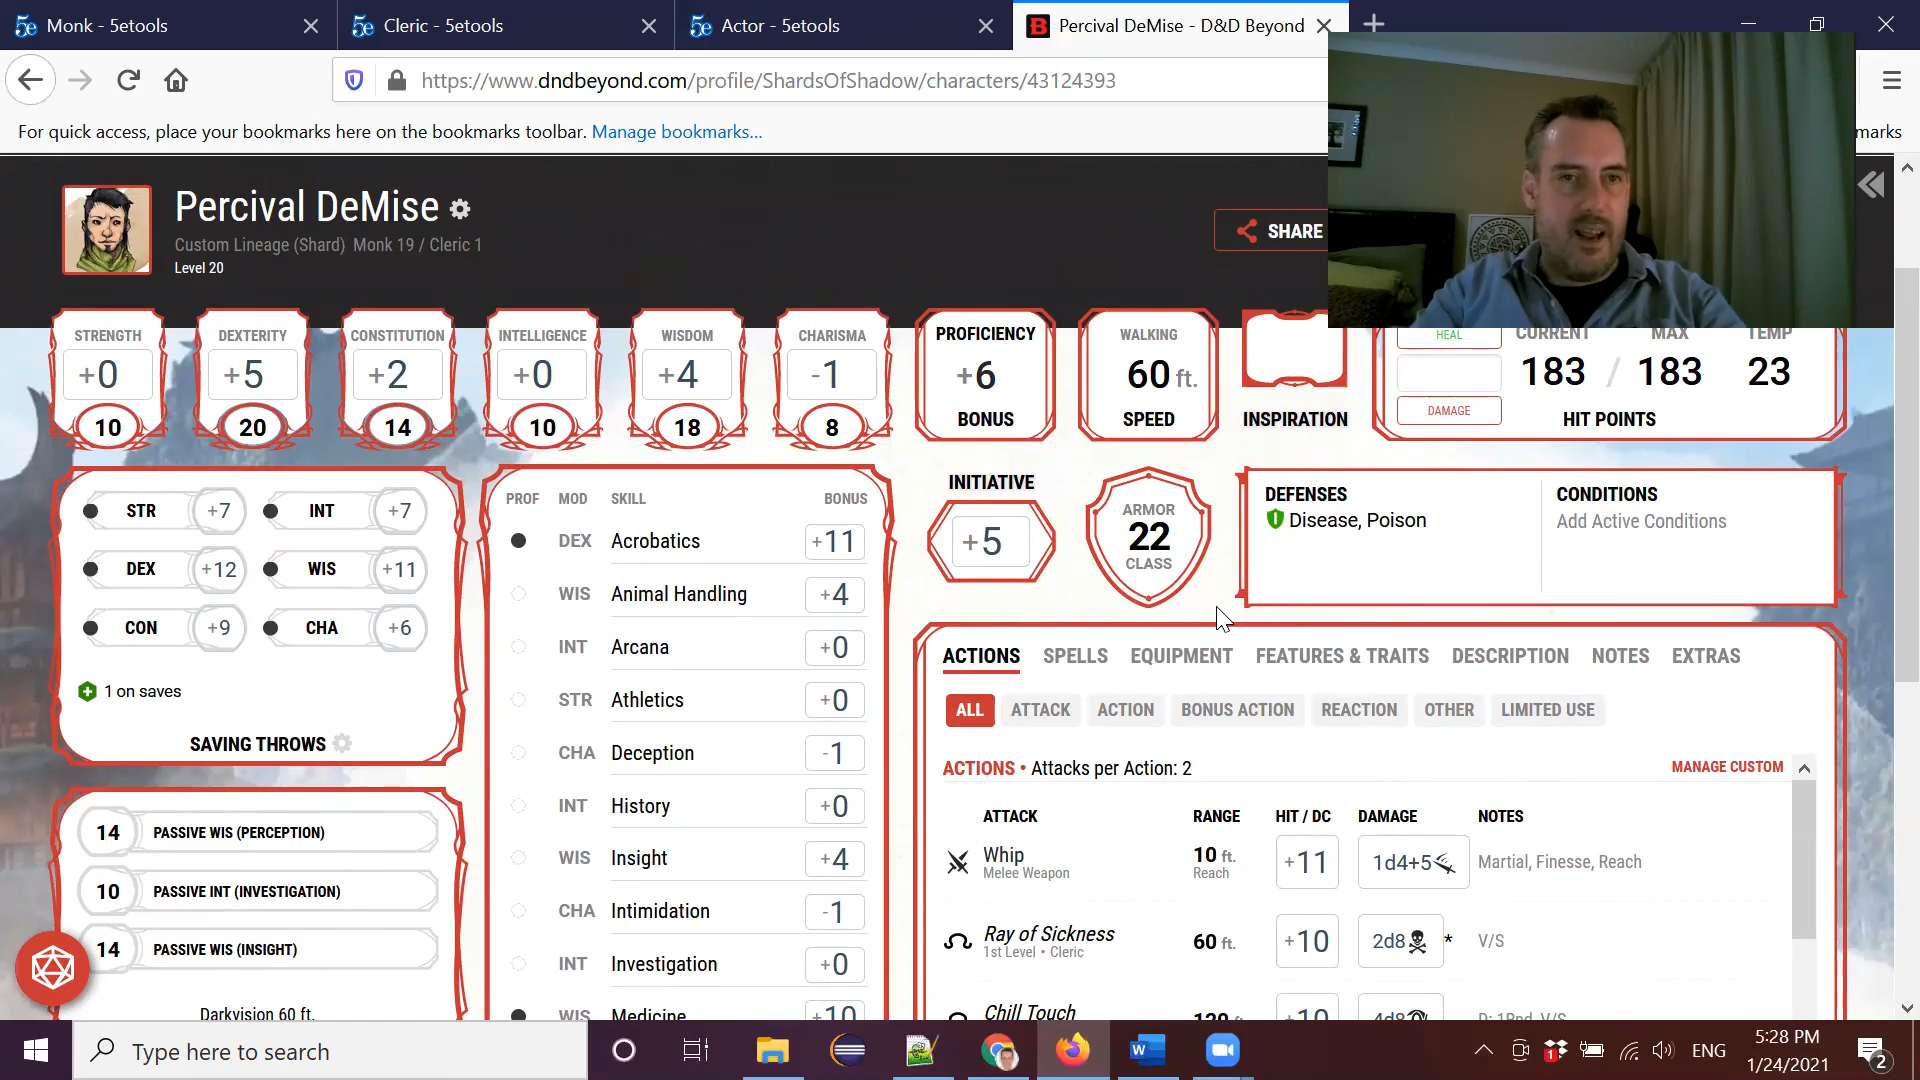 Monk - 5etools
Cleric - 5etools
Actor - 5etools
Percival DeMise - D&D Beyond
https://www.dndbeyond.com/profile/ShardsOfShadow/characters/43124393
For quick access, place your bookmarks here on the bookmarks toolbar. Manage bookmarks...
marks
Percival DeMise
Custom Lineage (Shard) Monk 19 / Cleric 1
Level 20
SHARE
STRENGTH
+0
10
DEXTERITY
+5
20
CONSTITUTION
+2
14
INTELLIGENCE
+0
10
WISDOM
+4
18
CHARISMA
-1
8
PROFICIENCY
+6
BONUS
WALKING
60 ft.
SPEED
INSPIRATION
HEAL
DAMAGE
CURRENT
183
/
MAX
183
TEMP
23
HIT POINTS
STR +7
INT +7
DEX +12
WIS +11
CON +9
CHA +6
1 on saves
SAVING THROWS
14 PASSIVE WIS (PERCEPTION)
10 PASSIVE INT (INVESTIGATION)
14 PASSIVE WIS (INSIGHT)
Darkvision 60 ft.
PROF MOD SKILL BONUS
DEX Acrobatics +11
WIS Animal Handling +4
INT Arcana +0
STR Athletics +0
CHA Deception -1
INT History +0
WIS Insight +4
CHA Intimidation -1
INT Investigation +0
WIS Medicine +10
INITIATIVE
+5
ARMOR
22
CLASS
DEFENSES
Disease, Poison
CONDITIONS
Add Active Conditions
ACTIONS SPELLS EQUIPMENT FEATURES & TRAITS DESCRIPTION NOTES EXTRAS
ALL ATTACK ACTION BONUS ACTION REACTION OTHER LIMITED USE
ACTIONS • Attacks per Action: 2
MANAGE CUSTOM
ATTACK RANGE HIT / DC DAMAGE NOTES
Whip
Melee Weapon
10 ft.
Reach
+11
1d4+5
Martial, Finesse, Reach
Ray of Sickness
1st Level • Cleric
60 ft.
+10
2d8 *
V/S
Chill Touch
120 ft.
+10
4d8
D: 1Rnd, V/S
Type here to search
ENG
5:28 PM
1/24/2021
1
2